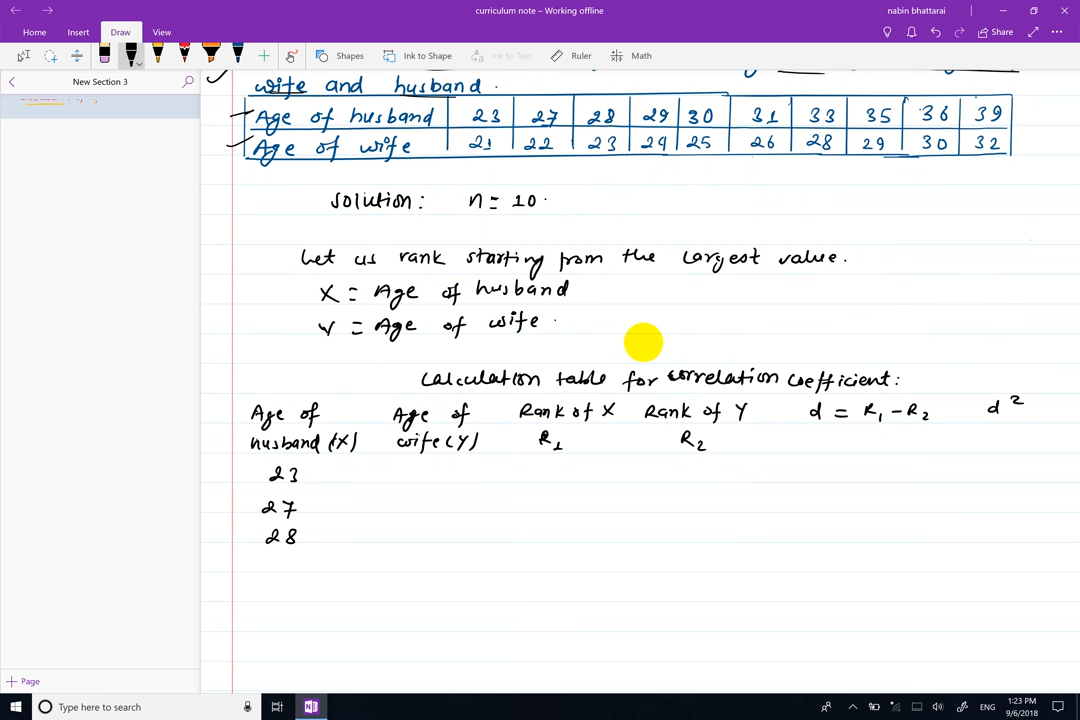 curriculum note – Working offline
nabin bhattarai
Home Insert Draw View
Share
Shapes Ink to Shape Ink to Text Ruler Math
New Section 3
wife and husband.
Age of husband 23 27 28 29 30 31 33 35 36 39
Age of wife 21 22 23 24 25 26 28 29 30 32
Solution: n = 10.
Let us rank starting from the largest value.
X = Age of husband
Y = Age of wife.
Calculation table for correlation coefficient:
Age of husband (X) Age of wife (Y) Rank of X R1 Rank of Y R2 d = R1 - R2 d²
23
27
28
+ Page
Type here to search
ENG
1:23 PM
9/6/2018